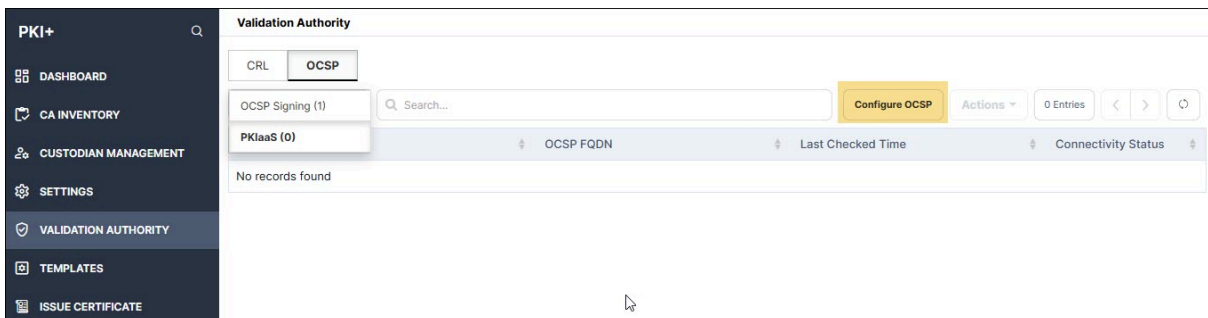 PKI+
DASHBOARD
CA INVENTORY
CUSTODIAN MANAGEMENT
SETTINGS
VALIDATION AUTHORITY
TEMPLATES
ISSUE CERTIFICATE
Validation Authority
CRL OCSP
OCSP Signing (1) Search... Configure OCSP Actions 0 Entries
PKIaaS (0)
OCSP FQDN Last Checked Time Connectivity Status
No records found